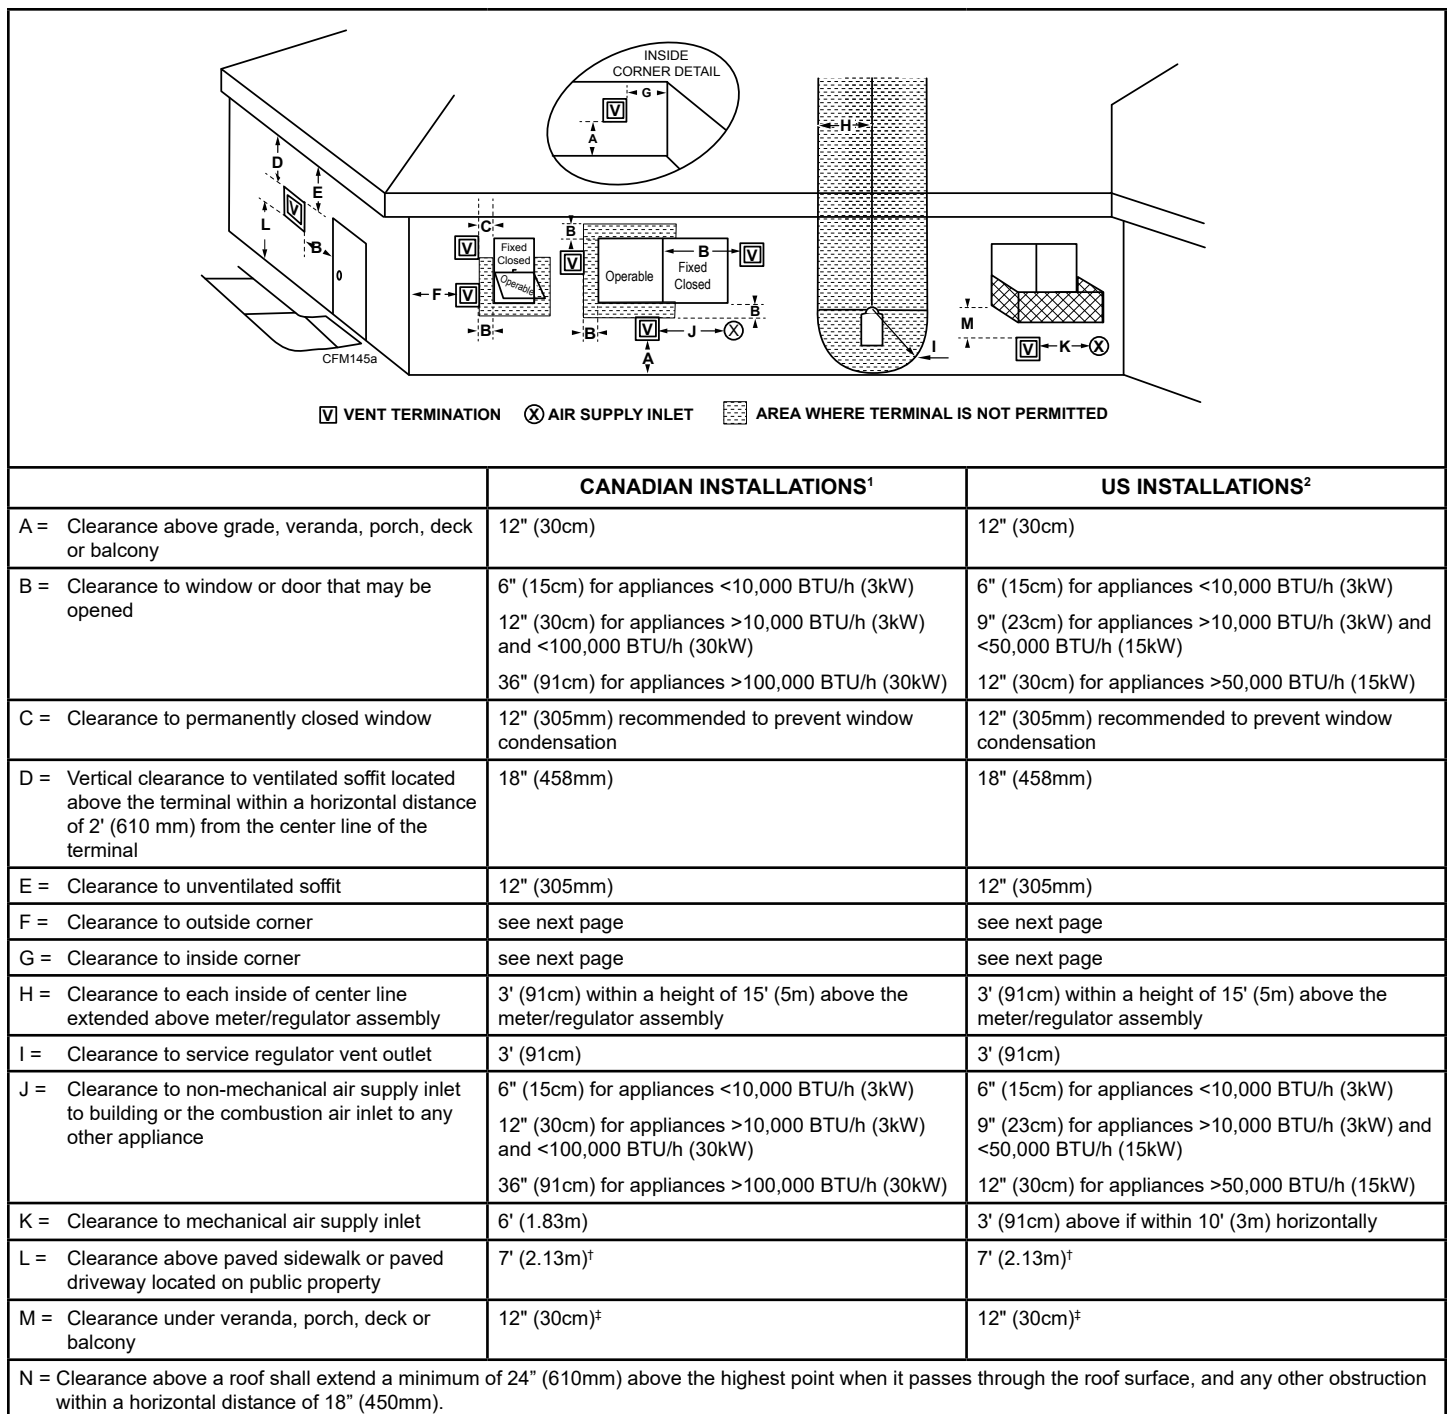 INSIDE
CORNER DETAIL
G
V
A
H
D
E
V
L
B
C
V
Fixed
Closed
Operable
F
V
B
B
V
Operable
B
Fixed
Closed
V
B
B
V
J
X
A
I
M
V
K
X
CFM145a
V VENT TERMINATION X AIR SUPPLY INLET AREA WHERE TERMINAL IS NOT PERMITTED
CANADIAN INSTALLATIONS¹ US INSTALLATIONS²
A = Clearance above grade, veranda, porch, deck
or balcony
12" (30cm)
12" (30cm)
B = Clearance to window or door that may be
opened
6" (15cm) for appliances <10,000 BTU/h (3kW)
12" (30cm) for appliances >10,000 BTU/h (3kW)
and <100,000 BTU/h (30kW)
36" (91cm) for appliances >100,000 BTU/h (30kW)
6" (15cm) for appliances <10,000 BTU/h (3kW)
9" (23cm) for appliances >10,000 BTU/h (3kW) and
<50,000 BTU/h (15kW)
12" (30cm) for appliances >50,000 BTU/h (15kW)
C = Clearance to permanently closed window
12" (305mm) recommended to prevent window
condensation
12" (305mm) recommended to prevent window
condensation
D = Vertical clearance to ventilated soffit located
above the terminal within a horizontal distance
of 2' (610 mm) from the center line of the
terminal
18" (458mm)
18" (458mm)
E = Clearance to unventilated soffit
12" (305mm)
12" (305mm)
F = Clearance to outside corner
see next page
see next page
G = Clearance to inside corner
see next page
see next page
H = Clearance to each inside of center line
extended above meter/regulator assembly
3' (91cm) within a height of 15' (5m) above the
meter/regulator assembly
3' (91cm) within a height of 15' (5m) above the
meter/regulator assembly
I = Clearance to service regulator vent outlet
3' (91cm)
3' (91cm)
J = Clearance to non-mechanical air supply inlet
to building or the combustion air inlet to any
other appliance
6" (15cm) for appliances <10,000 BTU/h (3kW)
12" (30cm) for appliances >10,000 BTU/h (3kW)
and <100,000 BTU/h (30kW)
36" (91cm) for appliances >100,000 BTU/h (30kW)
6" (15cm) for appliances <10,000 BTU/h (3kW)
9" (23cm) for appliances >10,000 BTU/h (3kW) and
<50,000 BTU/h (15kW)
12" (30cm) for appliances >50,000 BTU/h (15kW)
K = Clearance to mechanical air supply inlet
6' (1.83m)
3' (91cm) above if within 10' (3m) horizontally
L = Clearance above paved sidewalk or paved
driveway located on public property
7' (2.13m)†
7' (2.13m)†
M = Clearance under veranda, porch, deck or
balcony
12" (30cm)‡
12" (30cm)‡
N = Clearance above a roof shall extend a minimum of 24” (610mm) above the highest point when it passes through the roof surface, and any other obstruction
within a horizontal distance of 18” (450mm).